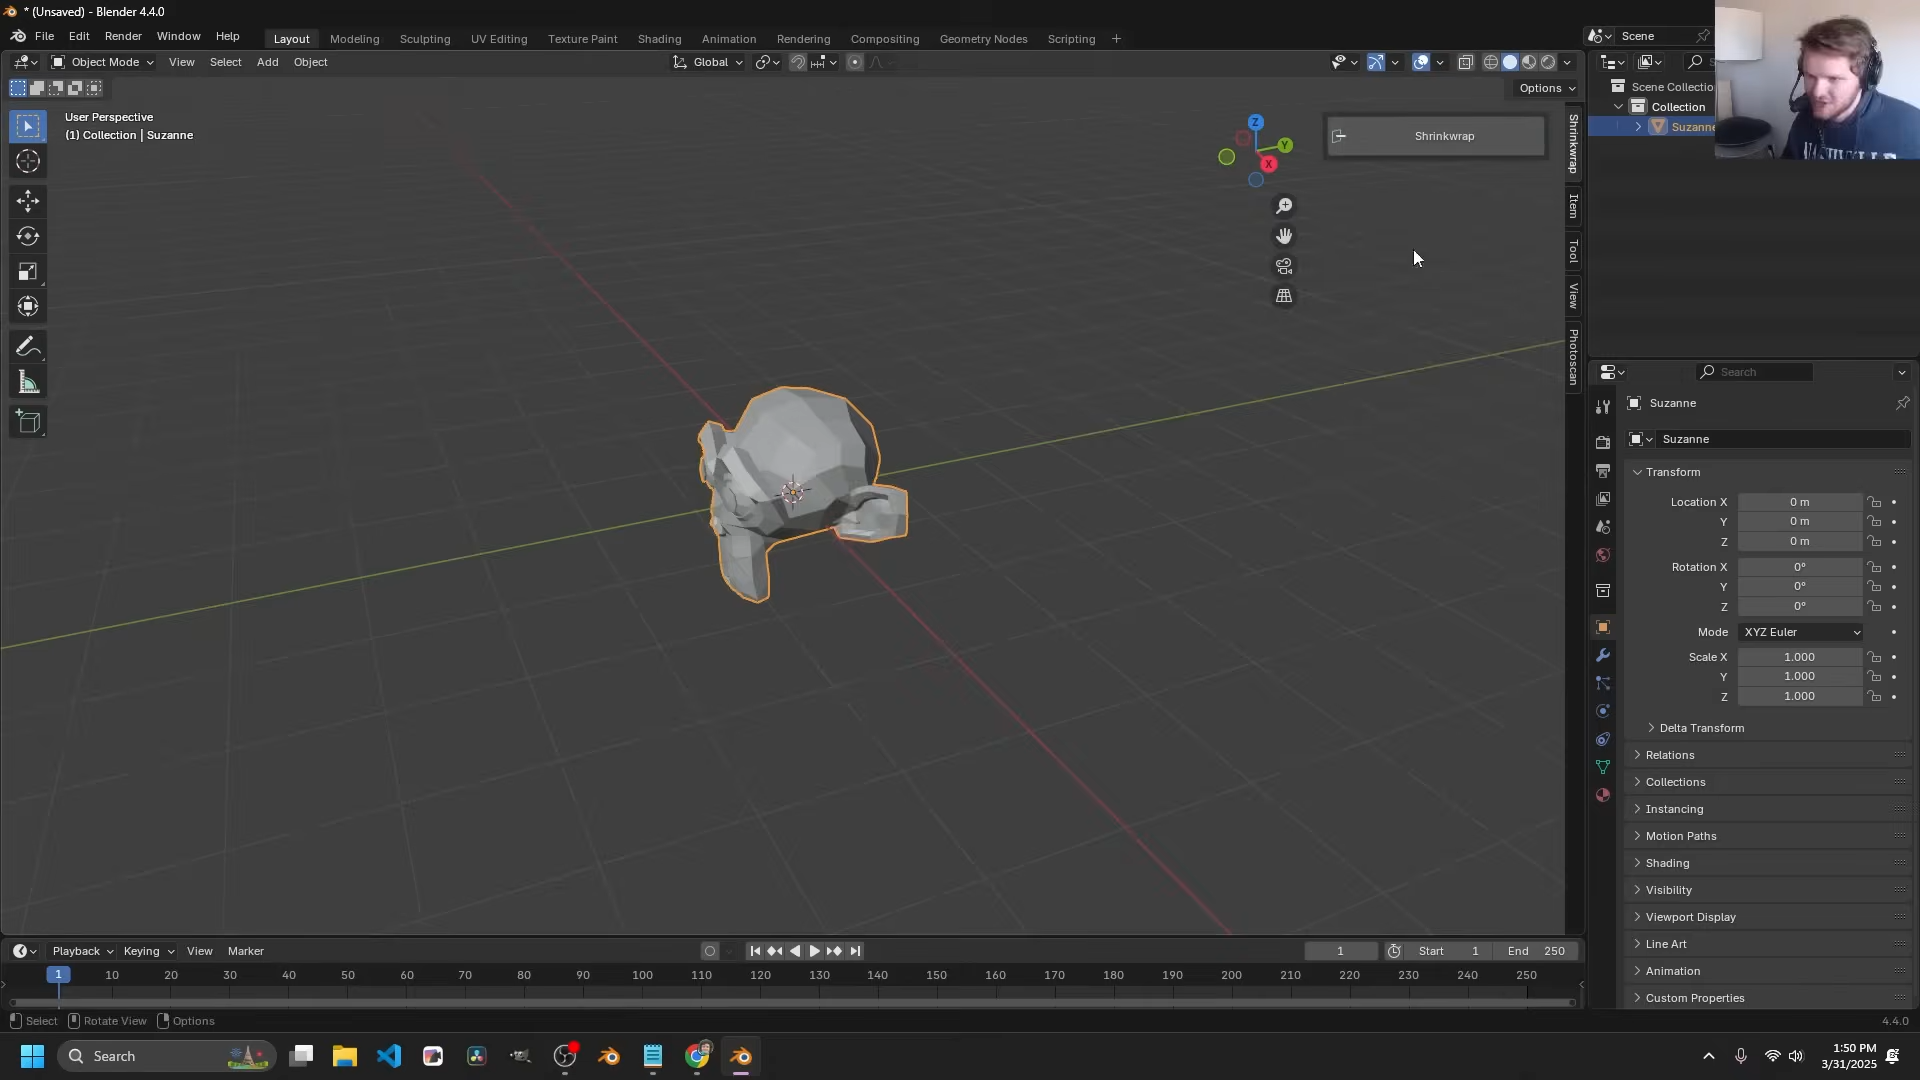 * (Unsaved) - Blender 4.4.0
File Edit Render Window Help
Layout Modeling Sculpting UV Editing Texture Paint Shading Animation Rendering Compositing Geometry Nodes Scripting +
Scene
Object Mode View Select Add Object
Global
Options
User Perspective
(1) Collection | Suzanne
Z
Y
X
Shrinkwrap
Shrinkwrap
Item
Tool
View
Photoscan
Scene Collectio
Collection
Suzanne
Search
Suzanne
Suzanne
Transform
Location X 0 m
Y 0 m
Z 0 m
Rotation X 0°
Y 0°
Z 0°
Mode XYZ Euler
Scale X 1.000
Y 1.000
Z 1.000
Delta Transform
Relations
Collections
Instancing
Motion Paths
Shading
Visibility
Viewport Display
Line Art
Animation
Custom Properties
Playback Keying View Marker
1 Start 1 End 250
1 10 20 30 40 50 60 70 80 90 100 110 120 130 140 150 160 170 180 190 200 210 220 230 240 250
Select Rotate View Options
4.4.0
Search
1:50 PM
3/31/2025